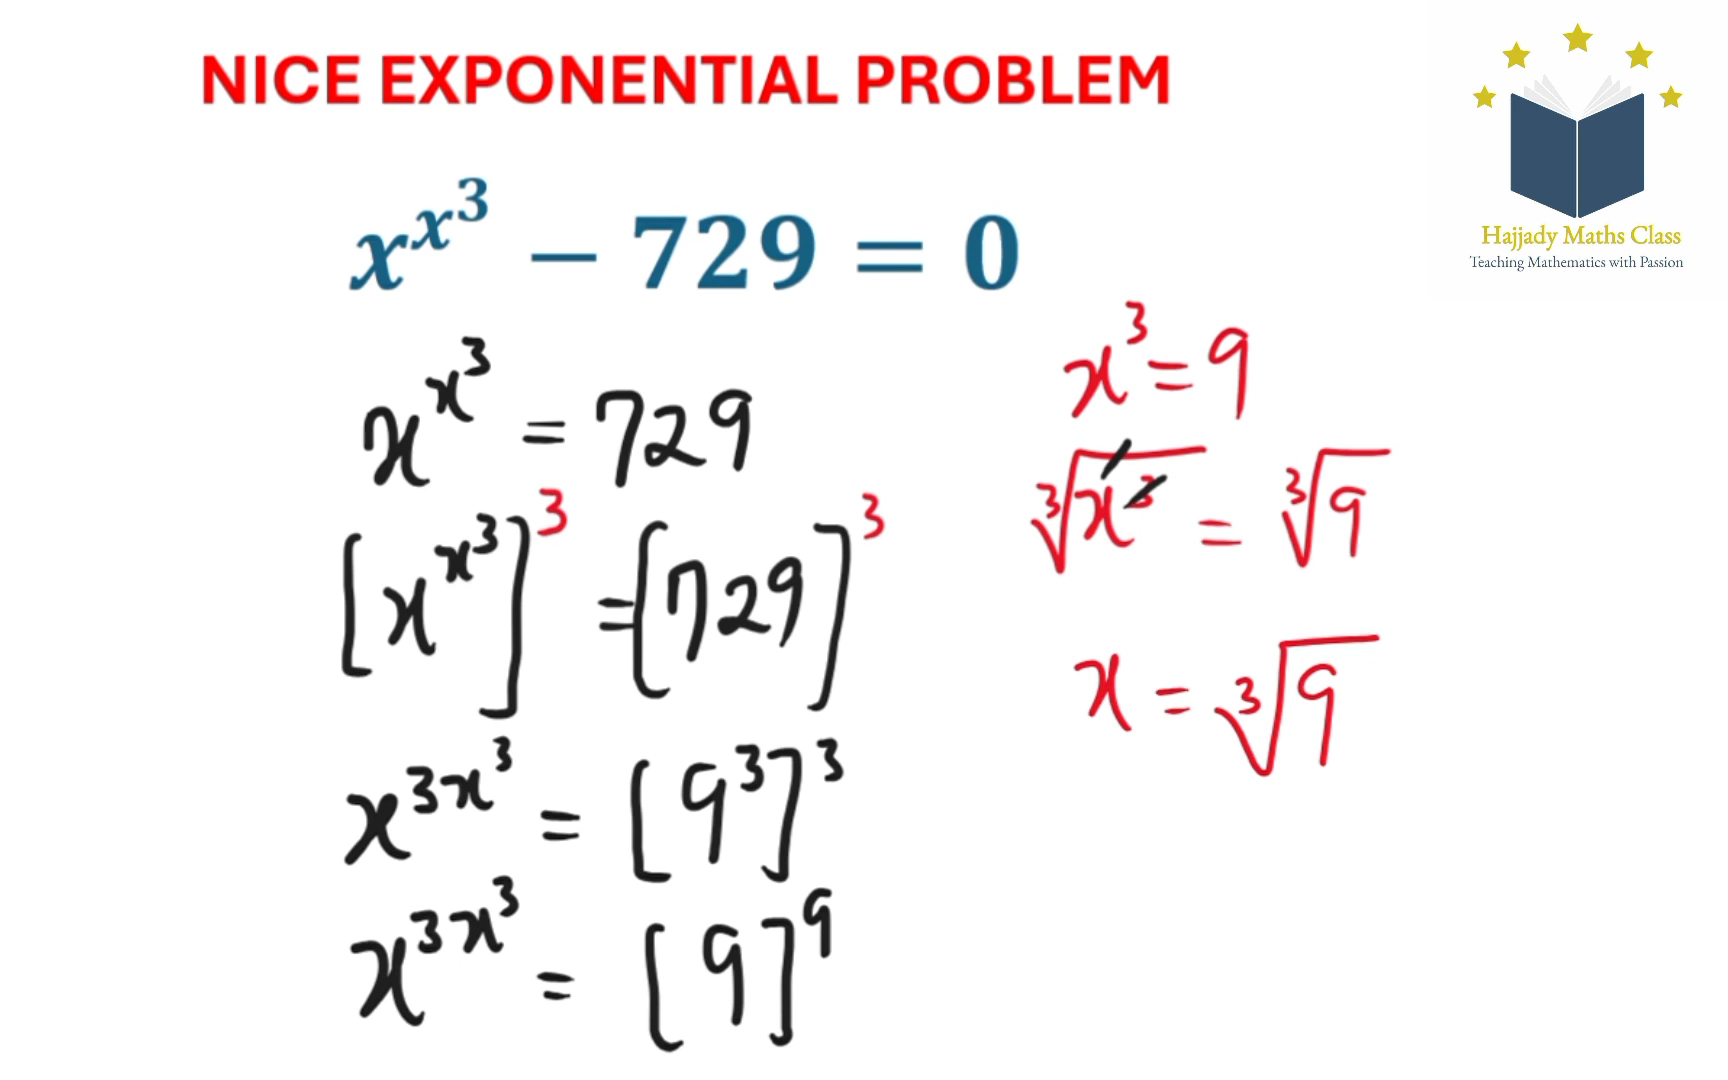 NICE EXPONENTIAL PROBLEM
Hajjady Maths Class
Teaching Mathematics with Passion
x^{x^3} − 729 = 0
x^{x^3} = 729
[x^{x^3}]^3 = [729]^3
x^{3x^3} = [9^3]^3
x^{3x^3} = [9]^9
x^3 = 9
∛(x^3) = ∛9
x = ∛9